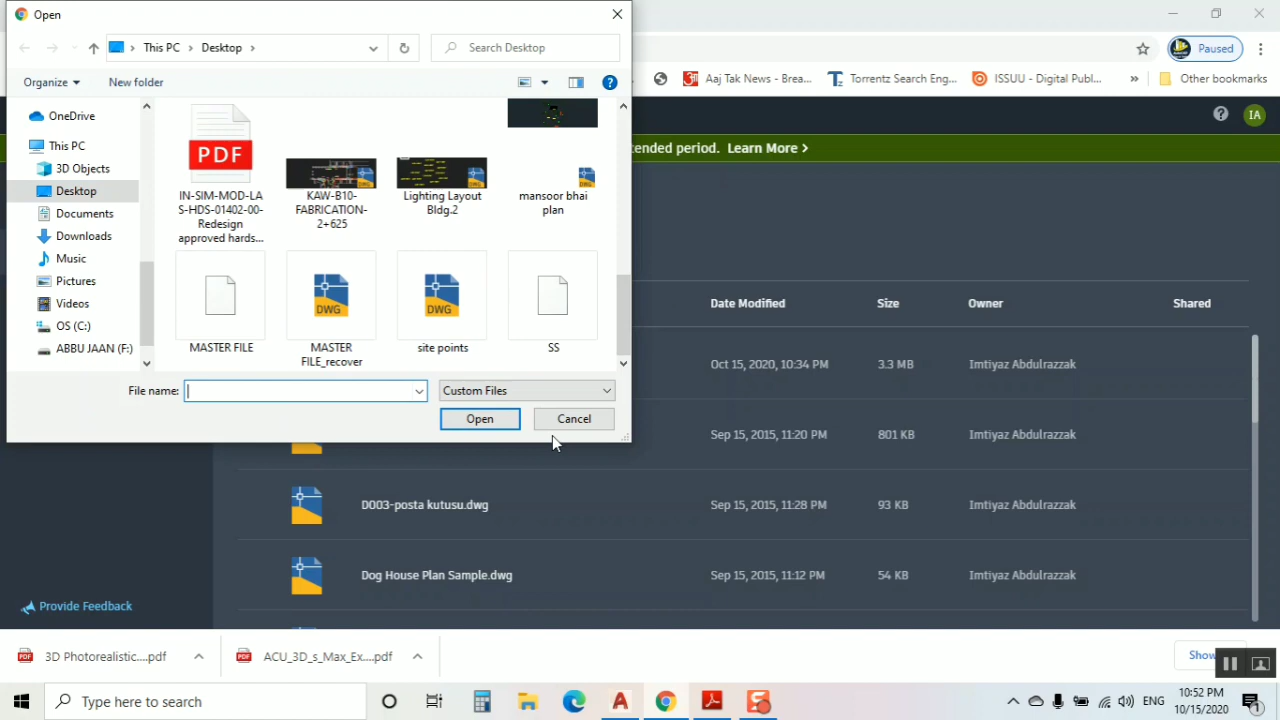 Open
This PC
Desktop
Search Desktop
Paused
Organize
New folder
Aaj Tak News - Brea...
Torrentz Search Eng...
ISSUU - Digital Publ...
»
Other bookmarks
OneDrive
This PC
3D Objects
Desktop
Documents
Downloads
Music
Pictures
Videos
OS (C:)
ABBU JAAN (F:)
PDF
IN-SIM-MOD-LA
S-HDS-01402-00-
Redesign
approved hards...
KAW-B10-
FABRICATION-
2+625
Lighting Layout
Bldg.2
mansoor bhai
plan
DWG
DWG
MASTER FILE
MASTER
FILE_recover
site points
SS
File name:
Custom Files
Open
Cancel
IA
tended period. Learn More >
Date Modified
Size
Owner
Shared
Oct 15, 2020, 10:34 PM
3.3 MB
Imtiyaz Abdulrazzak
Sep 15, 2015, 11:20 PM
801 KB
Imtiyaz Abdulrazzak
D003-posta kutusu.dwg
Sep 15, 2015, 11:28 PM
93 KB
Imtiyaz Abdulrazzak
Dog House Plan Sample.dwg
Sep 15, 2015, 11:12 PM
54 KB
Imtiyaz Abdulrazzak
Provide Feedback
3D Photorealistic....pdf
ACU_3D_s_Max_Ex....pdf
Show
Type here to search
ENG
10:52 PM
10/15/2020
1